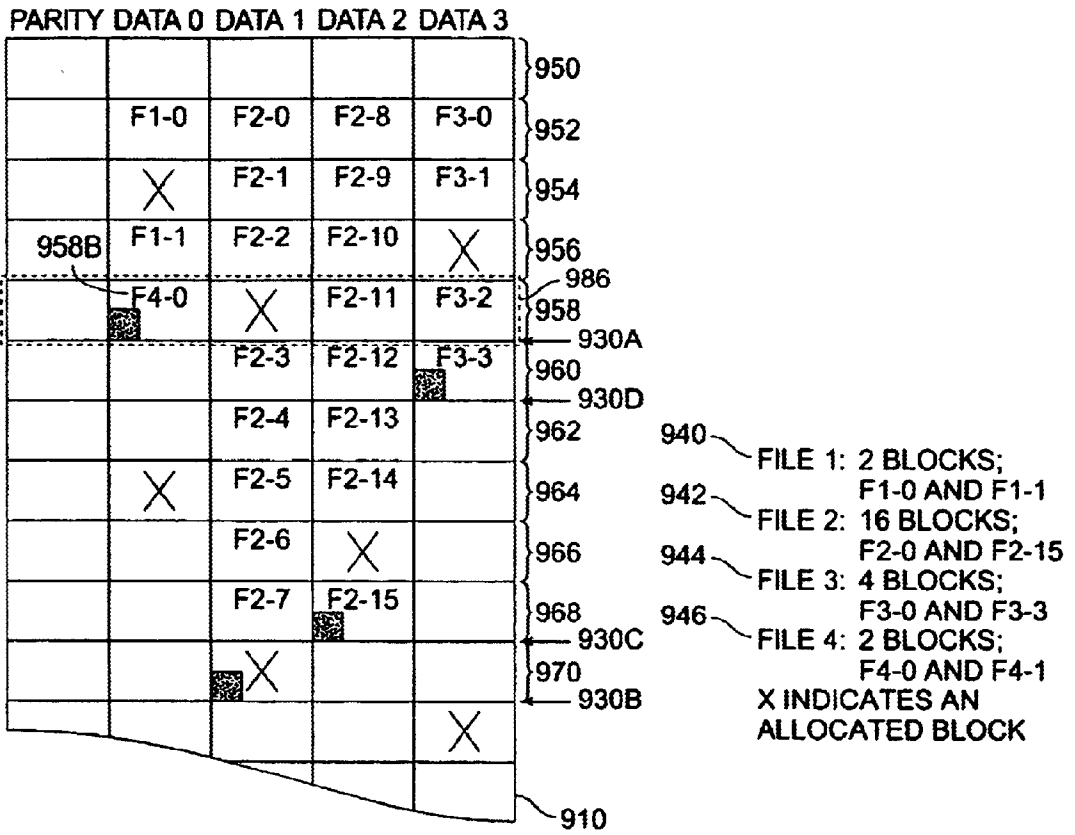 PARITY DATA 0 DATA 1 DATA 2 DATA 3
950
F1-0 F2-0 F2-8 F3-0 952
X F2-1 F2-9 F3-1 954
958B F1-1 F2-2 F2-10 X 956
986
F4-0 X F2-11 F3-2 958
930A
F2-3 F2-12 F3-3 960
930D
F2-4 F2-13 962
X F2-5 F2-14 964
F2-6 X 966
F2-7 F2-15 968
930C
X 970
930B
X
910
940 FILE 1: 2 BLOCKS;
F1-0 AND F1-1
942 FILE 2: 16 BLOCKS;
F2-0 AND F2-15
944 FILE 3: 4 BLOCKS;
F3-0 AND F3-3
946 FILE 4: 2 BLOCKS;
F4-0 AND F4-1
X INDICATES AN
ALLOCATED BLOCK